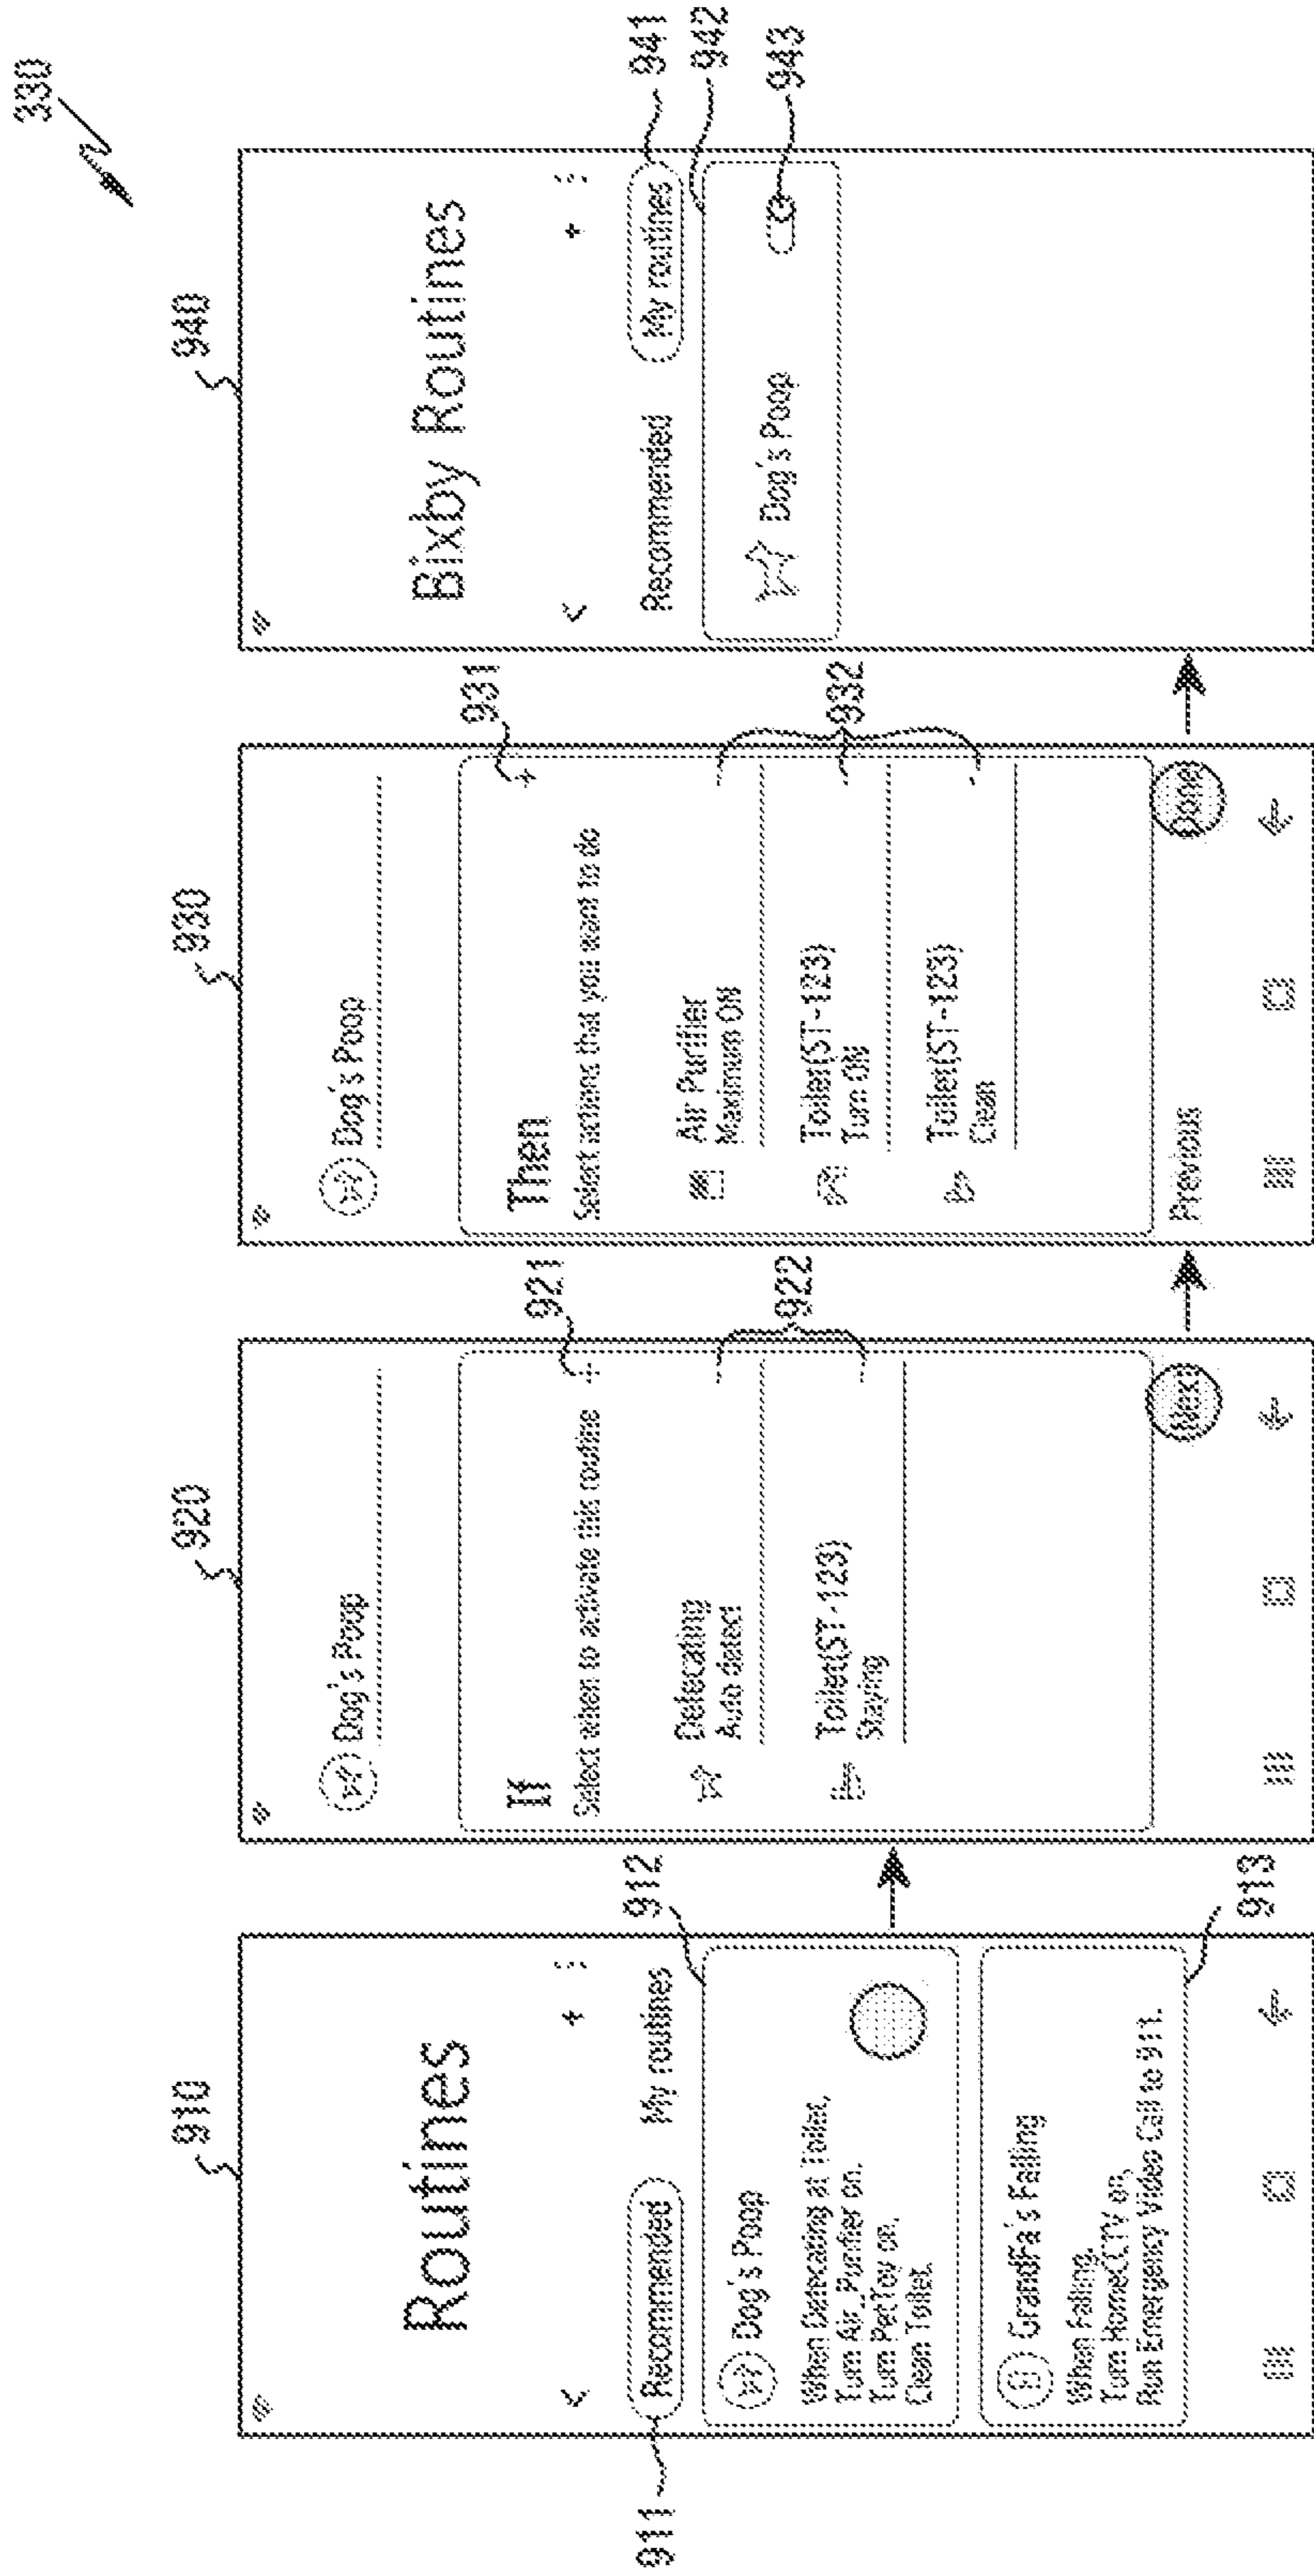 330
910
Routines
Recommended
My routines
911
912
Dog's Poop
When Defecating at Toilet,
Turn Air_Purifier on.
Turn PetToy on.
Clean Toilet.
913
GrandFa's Falling
When Falling.
Turn HomeCCTV on,
Run Emergency Video Call to 911.
920
Dog's Poop
If
Select when to activate this routine
+
921
Defecating
Auto detect
922
Toilet(ST-123)
Staying
Next
930
Dog's Poop
Then
+
931
Select actions that you want to do
Air Purifier
Maximum ON
932
Toilet(ST-123)
Turn ON
Toilet(ST-123)
Clean
Previous
Done
940
Bixby Routines
Recommended
My routines
941
942
Dog's Poop
943